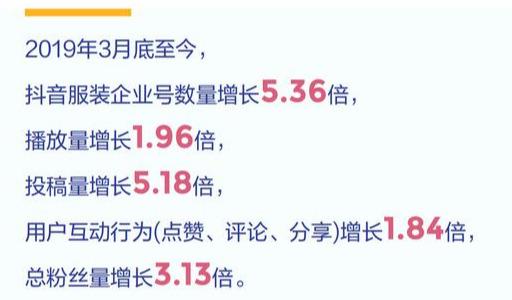 2019年3月底至今，
抖音服装企业号数量增长5.36倍，
播放量增长1.96倍，
投稿量增长5.18倍，
用户互动行为(点赞、评论、分享)增长1.84倍，
总粉丝量增长3.13倍。